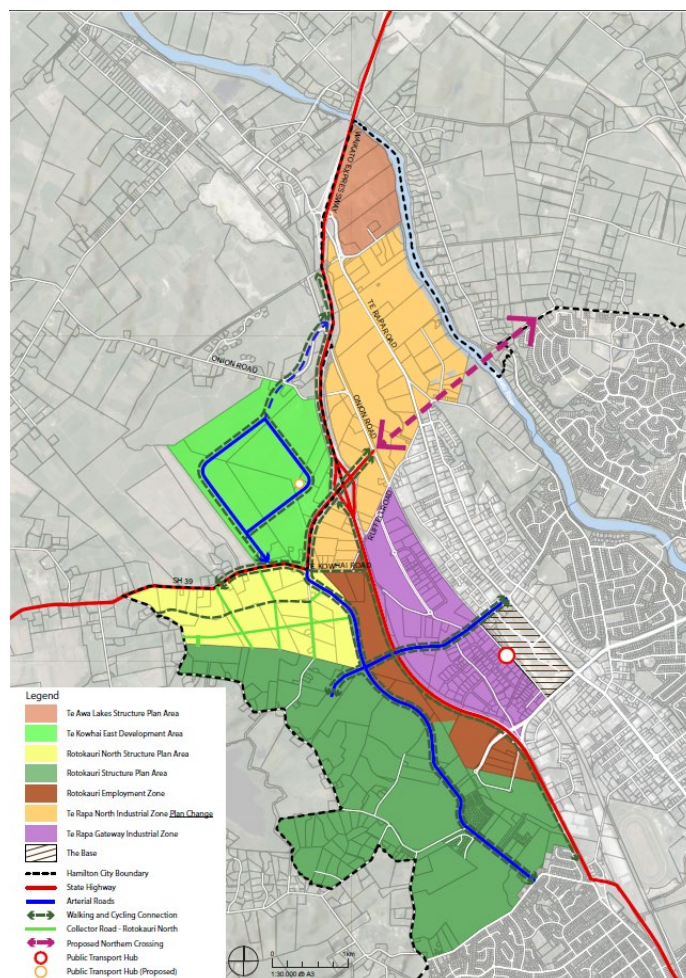 WAIKATO EXPRESSWAY
TE RAPA ROAD
ONION ROAD
ONION ROAD
RUFFELL ROAD
TE KOWHAI ROAD
SH 39
Legend
Te Awa Lakes Structure Plan Area
Te Kowhai East Development Area
Rotokauri North Structure Plan Area
Rotokauri Structure Plan Area
Rotokauri Employment Zone
Te Rapa North Industrial Zone Plan Change
Te Rapa Gateway Industrial Zone
The Base
Hamilton City Boundary
State Highway
Arterial Roads
Walking and Cycling Connection
Collector Road - Rotokauri North
Proposed Northern Crossing
Public Transport Hub
Public Transport Hub (Proposed)
0 1km
1:30,000 @ A3